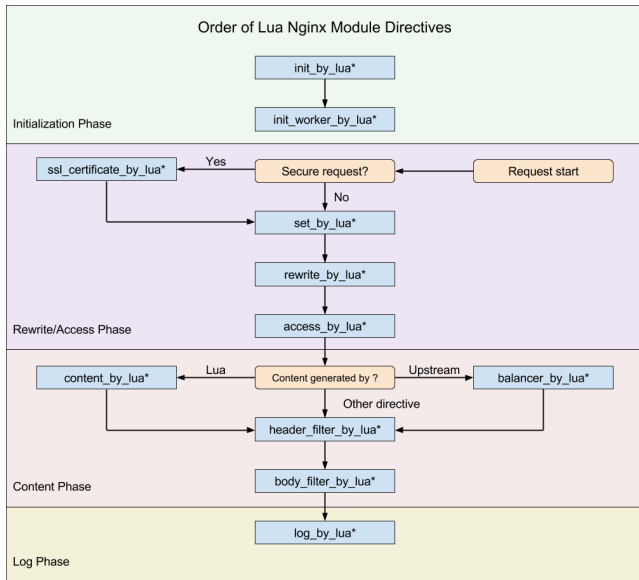 Order of Lua Nginx Module Directives
init_by_lua*
init_worker_by_lua*
Initialization Phase
ssl_certificate_by_lua*
Yes
Secure request?
Request start
No
set_by_lua*
rewrite_by_lua*
access_by_lua*
Rewrite/Access Phase
content_by_lua*
Lua
Content generated by ?
Upstream
balancer_by_lua*
Other directive
header_filter_by_lua*
body_filter_by_lua*
Content Phase
log_by_lua*
Log Phase